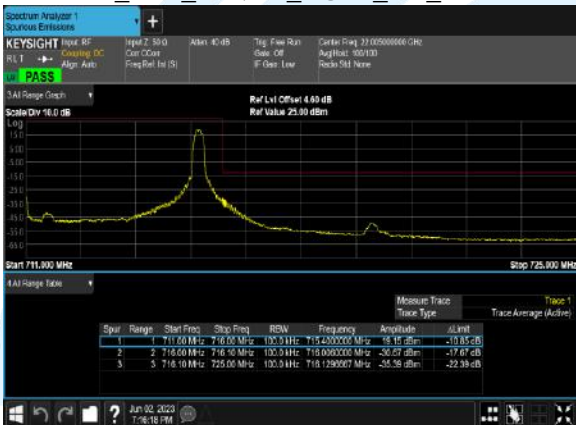 Spectrum Analyzer 1
Spurious Emissions
+
KEYSIGHT Input: RF
RLT Coupling: DC
Align: Auto
Input Z: 50 Ω
Corr CCorr
Freq Ref: Int (S)
Atten: 40 dB
Trig: Free Run
Gate: Off
IF Gain: Low
Center Freq: 22.005000000 GHz
Avg|Hold: 100/100
Radio Std: None
PASS
3.All Range Graph
Scale/Div 10.0 dB
Ref Lvl Offset 4.60 dB
Ref Value 25.00 dBm
Log
15.0
5.00
-5.00
-15.0
-25.0
-35.0
-45.0
-55.0
-65.0
Start 711.000 MHz
Stop 725.000 MHz
4.All Range Table
Measure Trace Trace 1
Trace Type Trace Average (Active)
Spur Range Start Freq Stop Freq RBW Frequency Amplitude ΔLimit
1 1 711.00 MHz 716.00 MHz 100.0 kHz 715.4000000 MHz 19.15 dBm -10.85 dB
2 2 716.00 MHz 716.10 MHz 100.0 kHz 716.0060000 MHz -30.67 dBm -17.67 dB
3 3 716.10 MHz 725.00 MHz 100.0 kHz 716.1296667 MHz -35.39 dBm -22.39 dB
?
Jun 02, 2023
7:16:18 PM